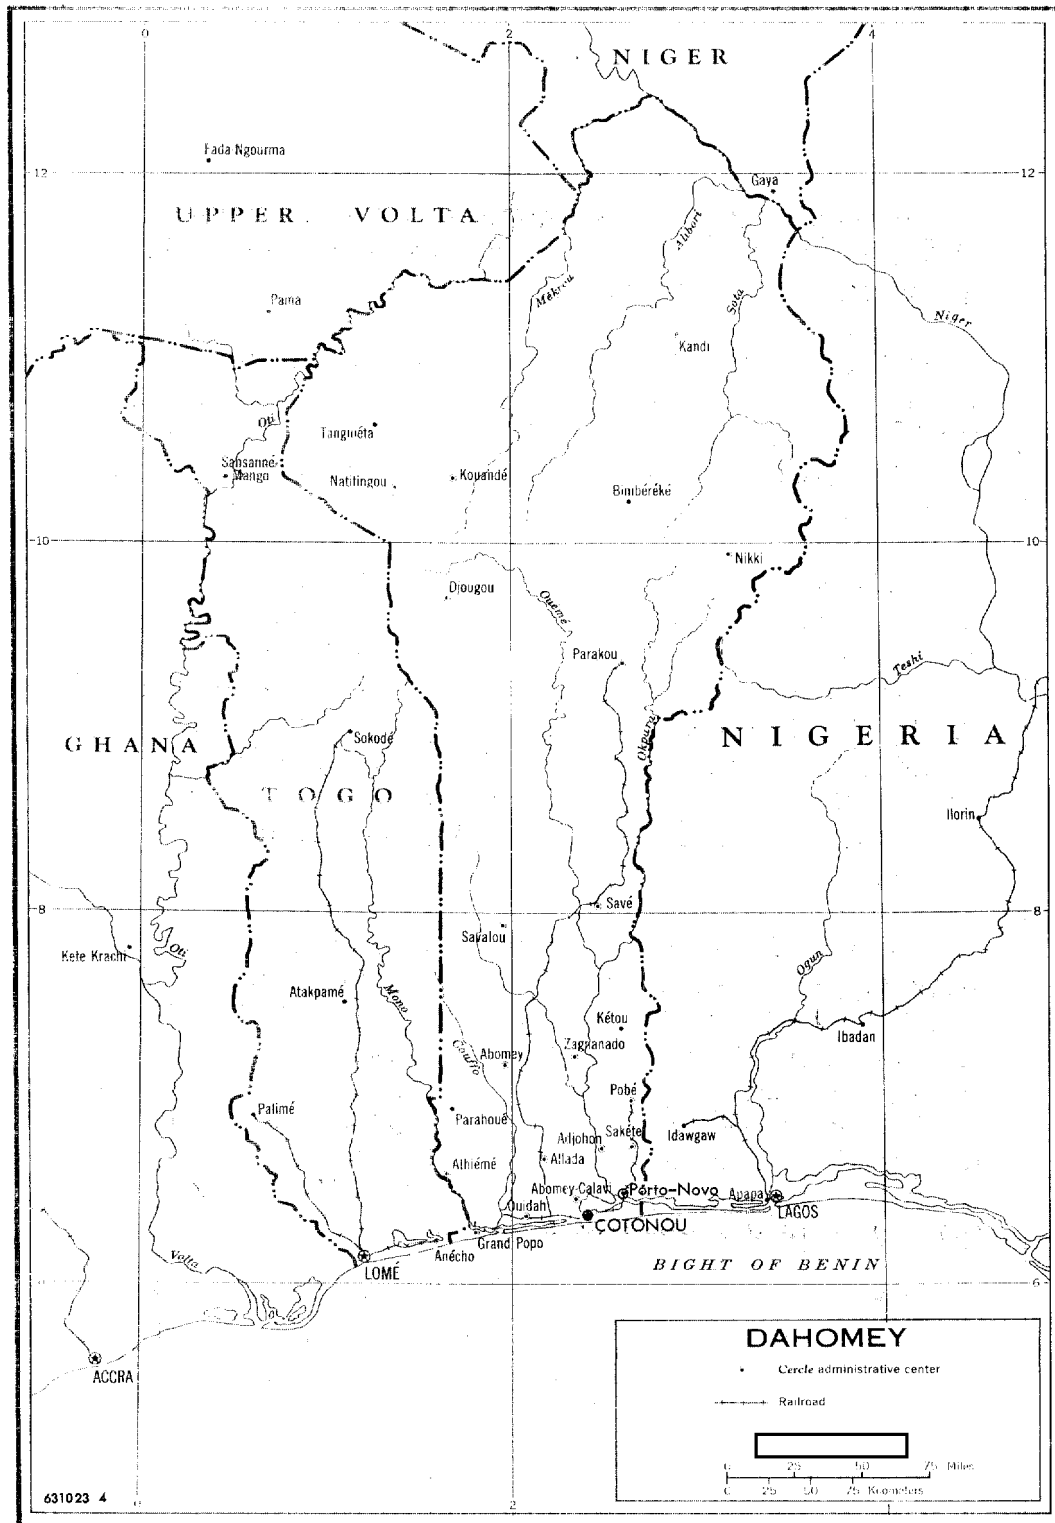 0
2
4
NIGER
Fada Ngourma
12
12
Gaya
UPPER VOLTA
Alibori
Mékrou
Sota
Pama
Niger
Kandi
Oti
Tanguiéta
Sansanné
Mango
Natitingou
Kouandé
Bimbéréké
10
10
Nikki
Djougou
Ouemé
Parakou
Teshi
Okpara
GHANA
Sokodé
NIGERIA
TOGO
Ilorin
8
8
Savé
Savalou
Kete Krachi
Oti
Ogun
Atakpamé
Mono
Kétou
Ibadan
Zagnanado
Abomey
Couffo
Pobé
Palimé
Parahoué
Idawgaw
Sakété
Adjohon
Allada
Athiémé
Abomey-Calavi
Porto-Novo
Apapa
LAGOS
Ouidah
COTONOU
Grand Popo
Anécho
LOMÉ
BIGHT OF BENIN
Volta
6
ACCRA
DAHOMEY
Cercle administrative center
Railroad
0 25 50 75 Miles
0 25 50 75 Kilometers
631023 4
0
2